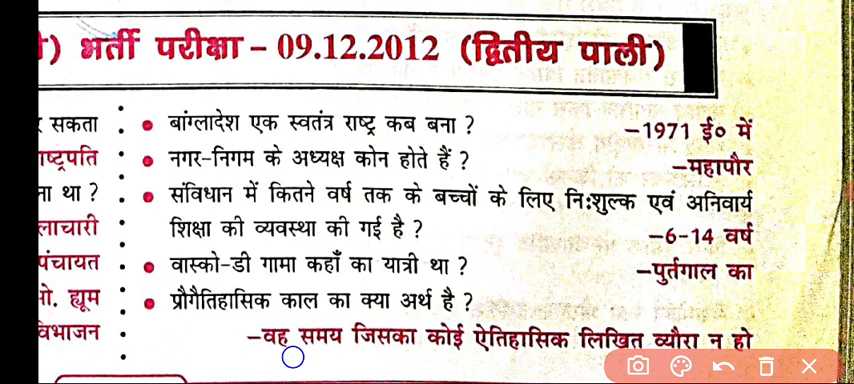 ) भर्ती परीक्षा – 09.12.2012 (द्वितीय पाली)
सकता
• बांग्लादेश एक स्वतंत्र राष्ट्र कब बना ?
–1971 ई० में
ाष्ट्रपति
• नगर-निगम के अध्यक्ष कोन होते हैं ?
–महापौर
ना था ?
• संविधान में कितने वर्ष तक के बच्चों के लिए नि:शुल्क एवं अनिवार्य
लाचारी
शिक्षा की व्यवस्था की गई है ?
–6-14 वर्ष
पंचायत
• वास्को-डी गामा कहाँ का यात्री था ?
–पुर्तगाल का
ओ. ह्यूम
• प्रौगैतिहासिक काल का क्या अर्थ है ?
विभाजन
–वह समय जिसका कोई ऐतिहासिक लिखित व्यौरा न हो